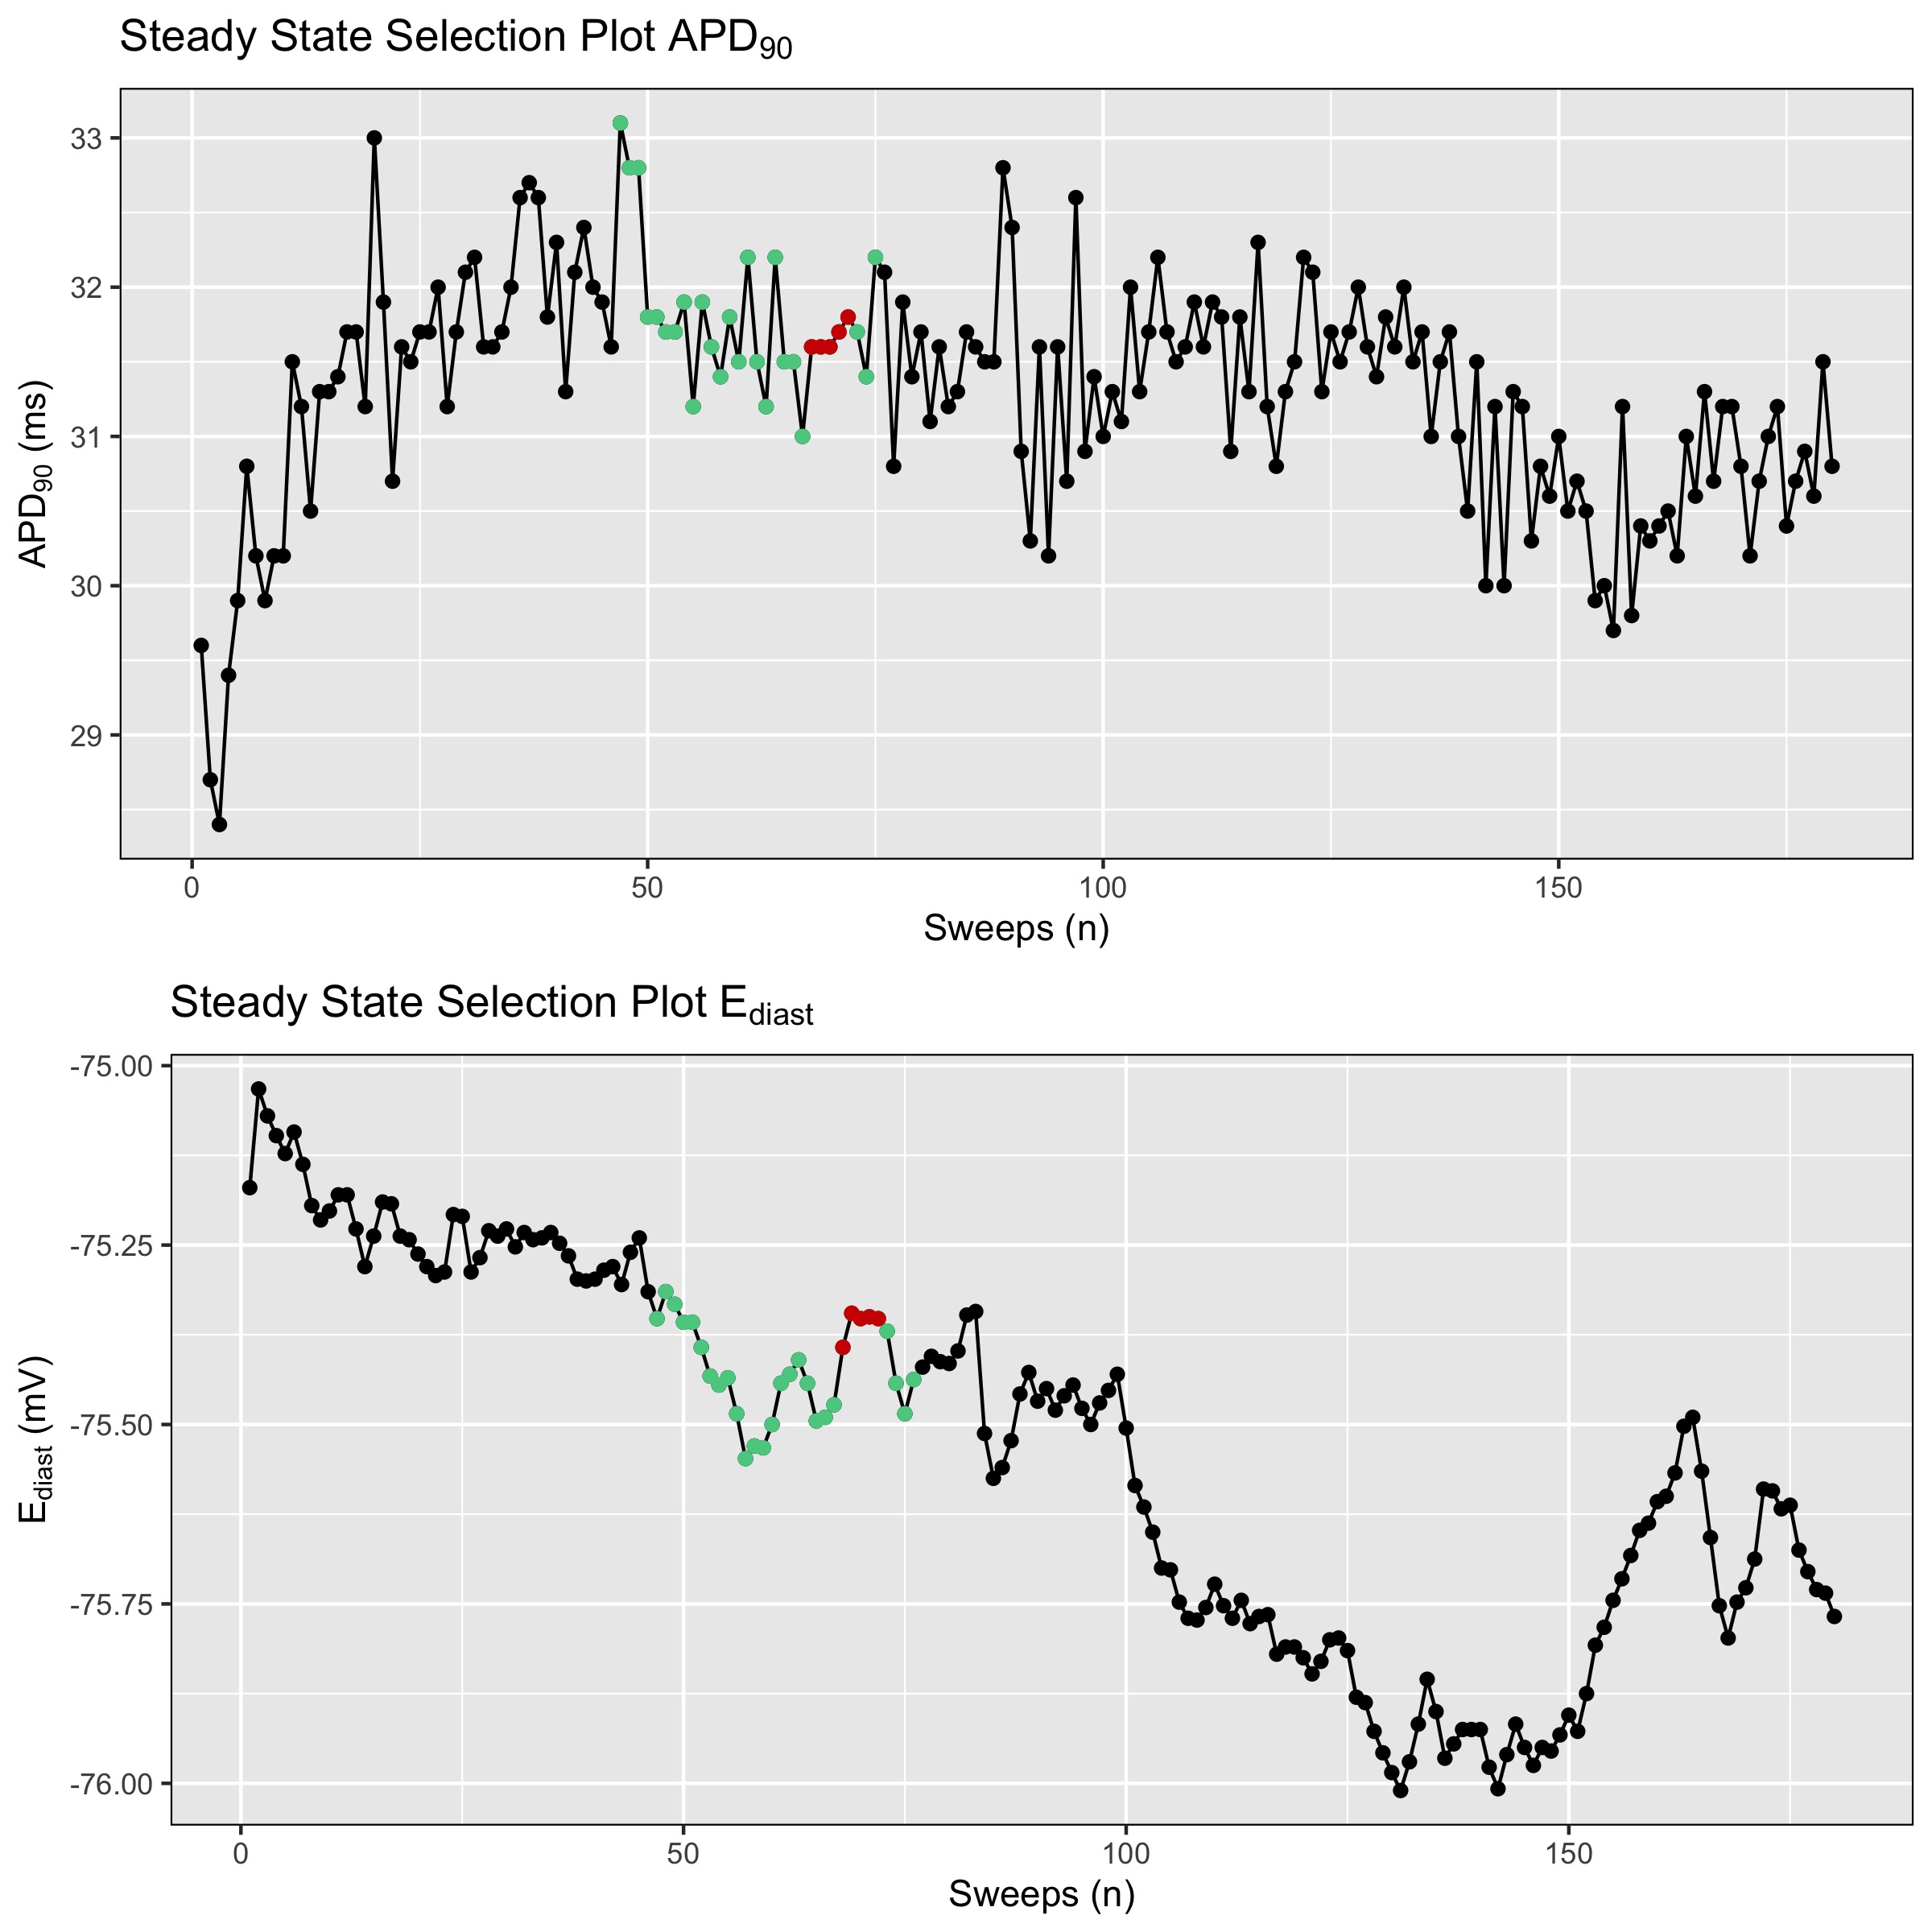 Steady State Selection Plot APD90
33
32
31
30
29
APD90 (ms)
0 50 100 150
Sweeps (n)
Steady State Selection Plot Ediast
-75.00
-75.25
-75.50
-75.75
-76.00
Ediast (mV)
0 50 100 150
Sweeps (n)